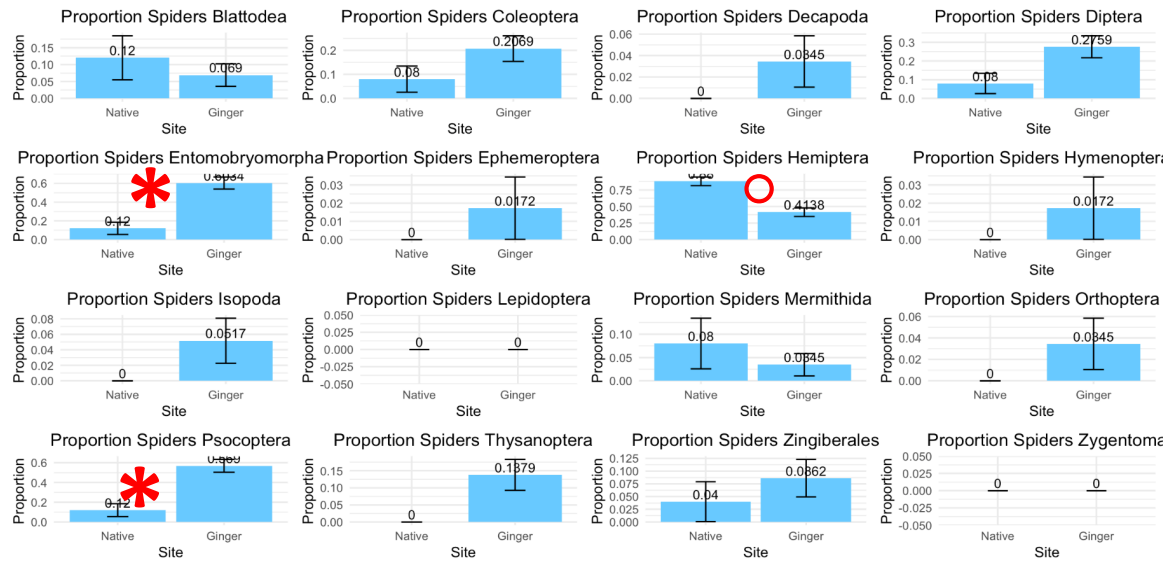 Proportion Spiders Blattodea
Proportion
0.15
0.10
0.05
0.00
0.12
0.069
Native
Ginger
Site
Proportion Spiders Coleoptera
Proportion
0.2
0.1
0.0
0.08
0.2069
Native
Ginger
Site
Proportion Spiders Decapoda
Proportion
0.06
0.04
0.02
0.00
0
0.0345
Native
Ginger
Site
Proportion Spiders Diptera
Proportion
0.3
0.2
0.1
0.0
0.08
0.2759
Native
Ginger
Site
Proportion Spiders Entomobryomorpha
Proportion
0.6
0.4
0.2
0.0
0.12
0.6034
Native
Ginger
Site
Proportion Spiders Ephemeroptera
Proportion
0.03
0.02
0.01
0.00
0
0.0172
Native
Ginger
Site
Proportion Spiders Hemiptera
Proportion
0.75
0.50
0.25
0.00
0.88
0.4138
Native
Ginger
Site
Proportion Spiders Hymenoptera
Proportion
0.03
0.02
0.01
0.00
0
0.0172
Native
Ginger
Site
Proportion Spiders Isopoda
Proportion
0.08
0.06
0.04
0.02
0.00
0
0.0517
Native
Ginger
Site
Proportion Spiders Lepidoptera
Proportion
0.050
0.025
0.000
-0.025
-0.050
0
0
Native
Ginger
Site
Proportion Spiders Mermithida
Proportion
0.10
0.05
0.00
0.08
0.0345
Native
Ginger
Site
Proportion Spiders Orthoptera
Proportion
0.06
0.04
0.02
0.00
0
0.0345
Native
Ginger
Site
Proportion Spiders Psocoptera
Proportion
0.6
0.4
0.2
0.0
0.12
0.569
Native
Ginger
Site
Proportion Spiders Thysanoptera
Proportion
0.15
0.10
0.05
0.00
0
0.1379
Native
Ginger
Site
Proportion Spiders Zingiberales
Proportion
0.125
0.100
0.075
0.050
0.025
0.000
0.04
0.0862
Native
Ginger
Site
Proportion Spiders Zygentoma
Proportion
0.050
0.025
0.000
-0.025
-0.050
0
0
Native
Ginger
Site